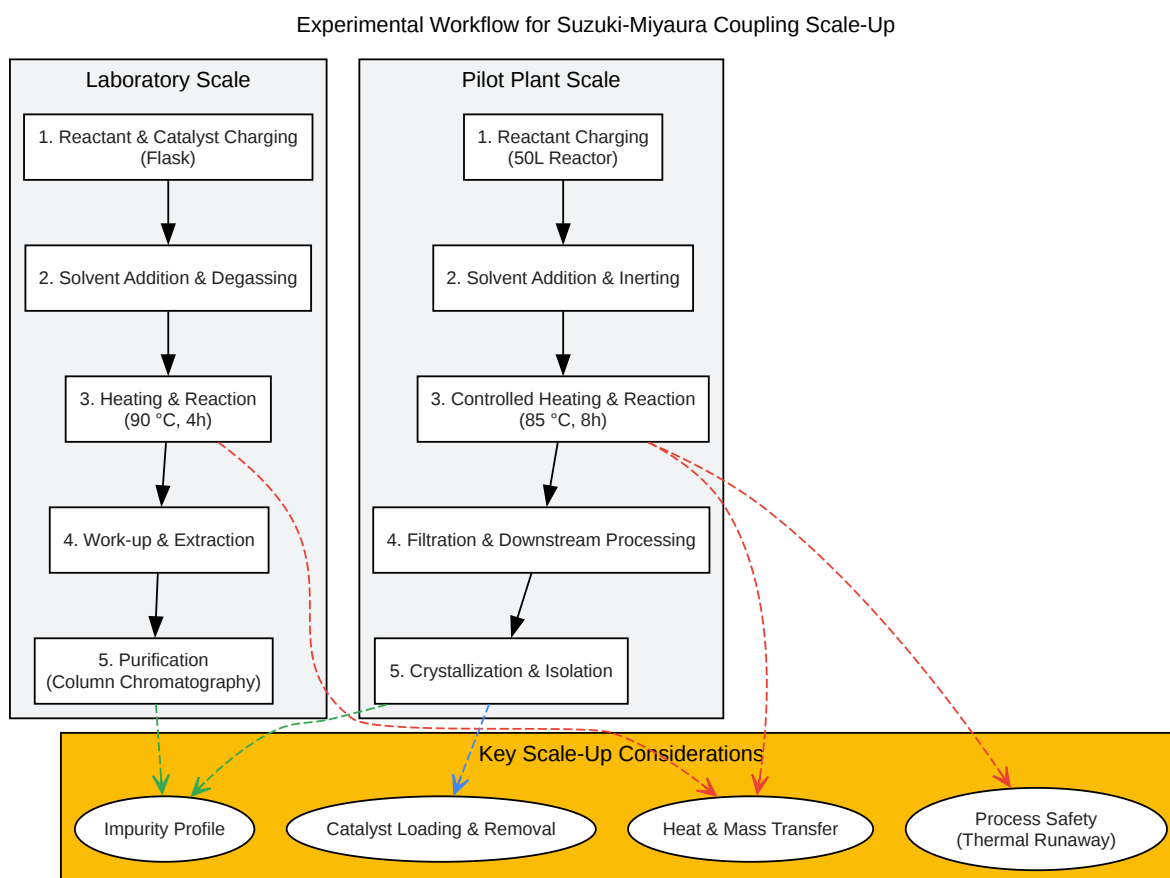 Experimental Workflow for Suzuki-Miyaura Coupling Scale-Up
Laboratory Scale
1. Reactant & Catalyst Charging
(Flask)
2. Solvent Addition & Degassing
3. Heating & Reaction
(90 °C, 4h)
4. Work-up & Extraction
5. Purification
(Column Chromatography)
Pilot Plant Scale
1. Reactant Charging
(50L Reactor)
2. Solvent Addition & Inerting
3. Controlled Heating & Reaction
(85 °C, 8h)
4. Filtration & Downstream Processing
5. Crystallization & Isolation
Key Scale-Up Considerations
Impurity Profile
Catalyst Loading & Removal
Heat & Mass Transfer
Process Safety
(Thermal Runaway)